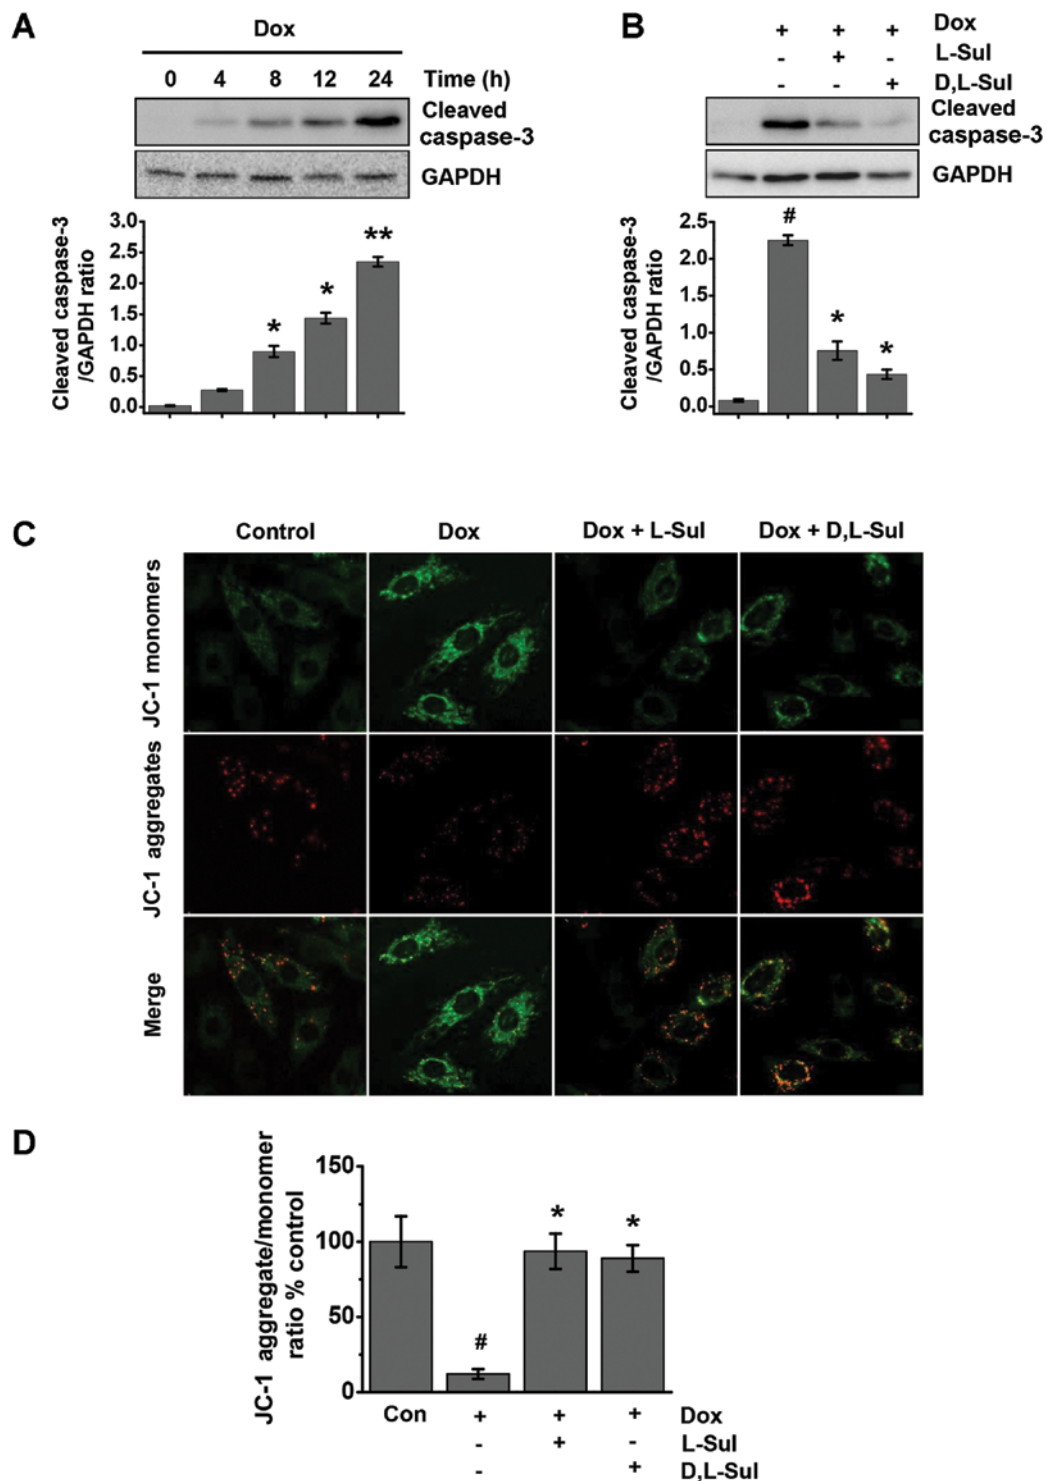 A
Dox
0 4 8 12 24 Time (h)
Cleaved
caspase-3
GAPDH
Cleaved caspase-3
/GAPDH ratio
3.0
2.5
2.0
1.5
1.0
0.5
0.0
*
*
**
B
+ + + Dox
- + - L-Sul
- - + D,L-Sul
Cleaved
caspase-3
GAPDH
Cleaved caspase-3
/GAPDH ratio
2.5
2.0
1.5
1.0
0.5
0.0
#
*
*
C
Control Dox Dox + L-Sul Dox + D,L-Sul
JC-1 monomers
JC-1 aggregates
Merge
D
JC-1 aggregate/monomer
ratio % control
150
100
50
0
#
*
*
Con + + + Dox
- + - L-Sul
- - + D,L-Sul